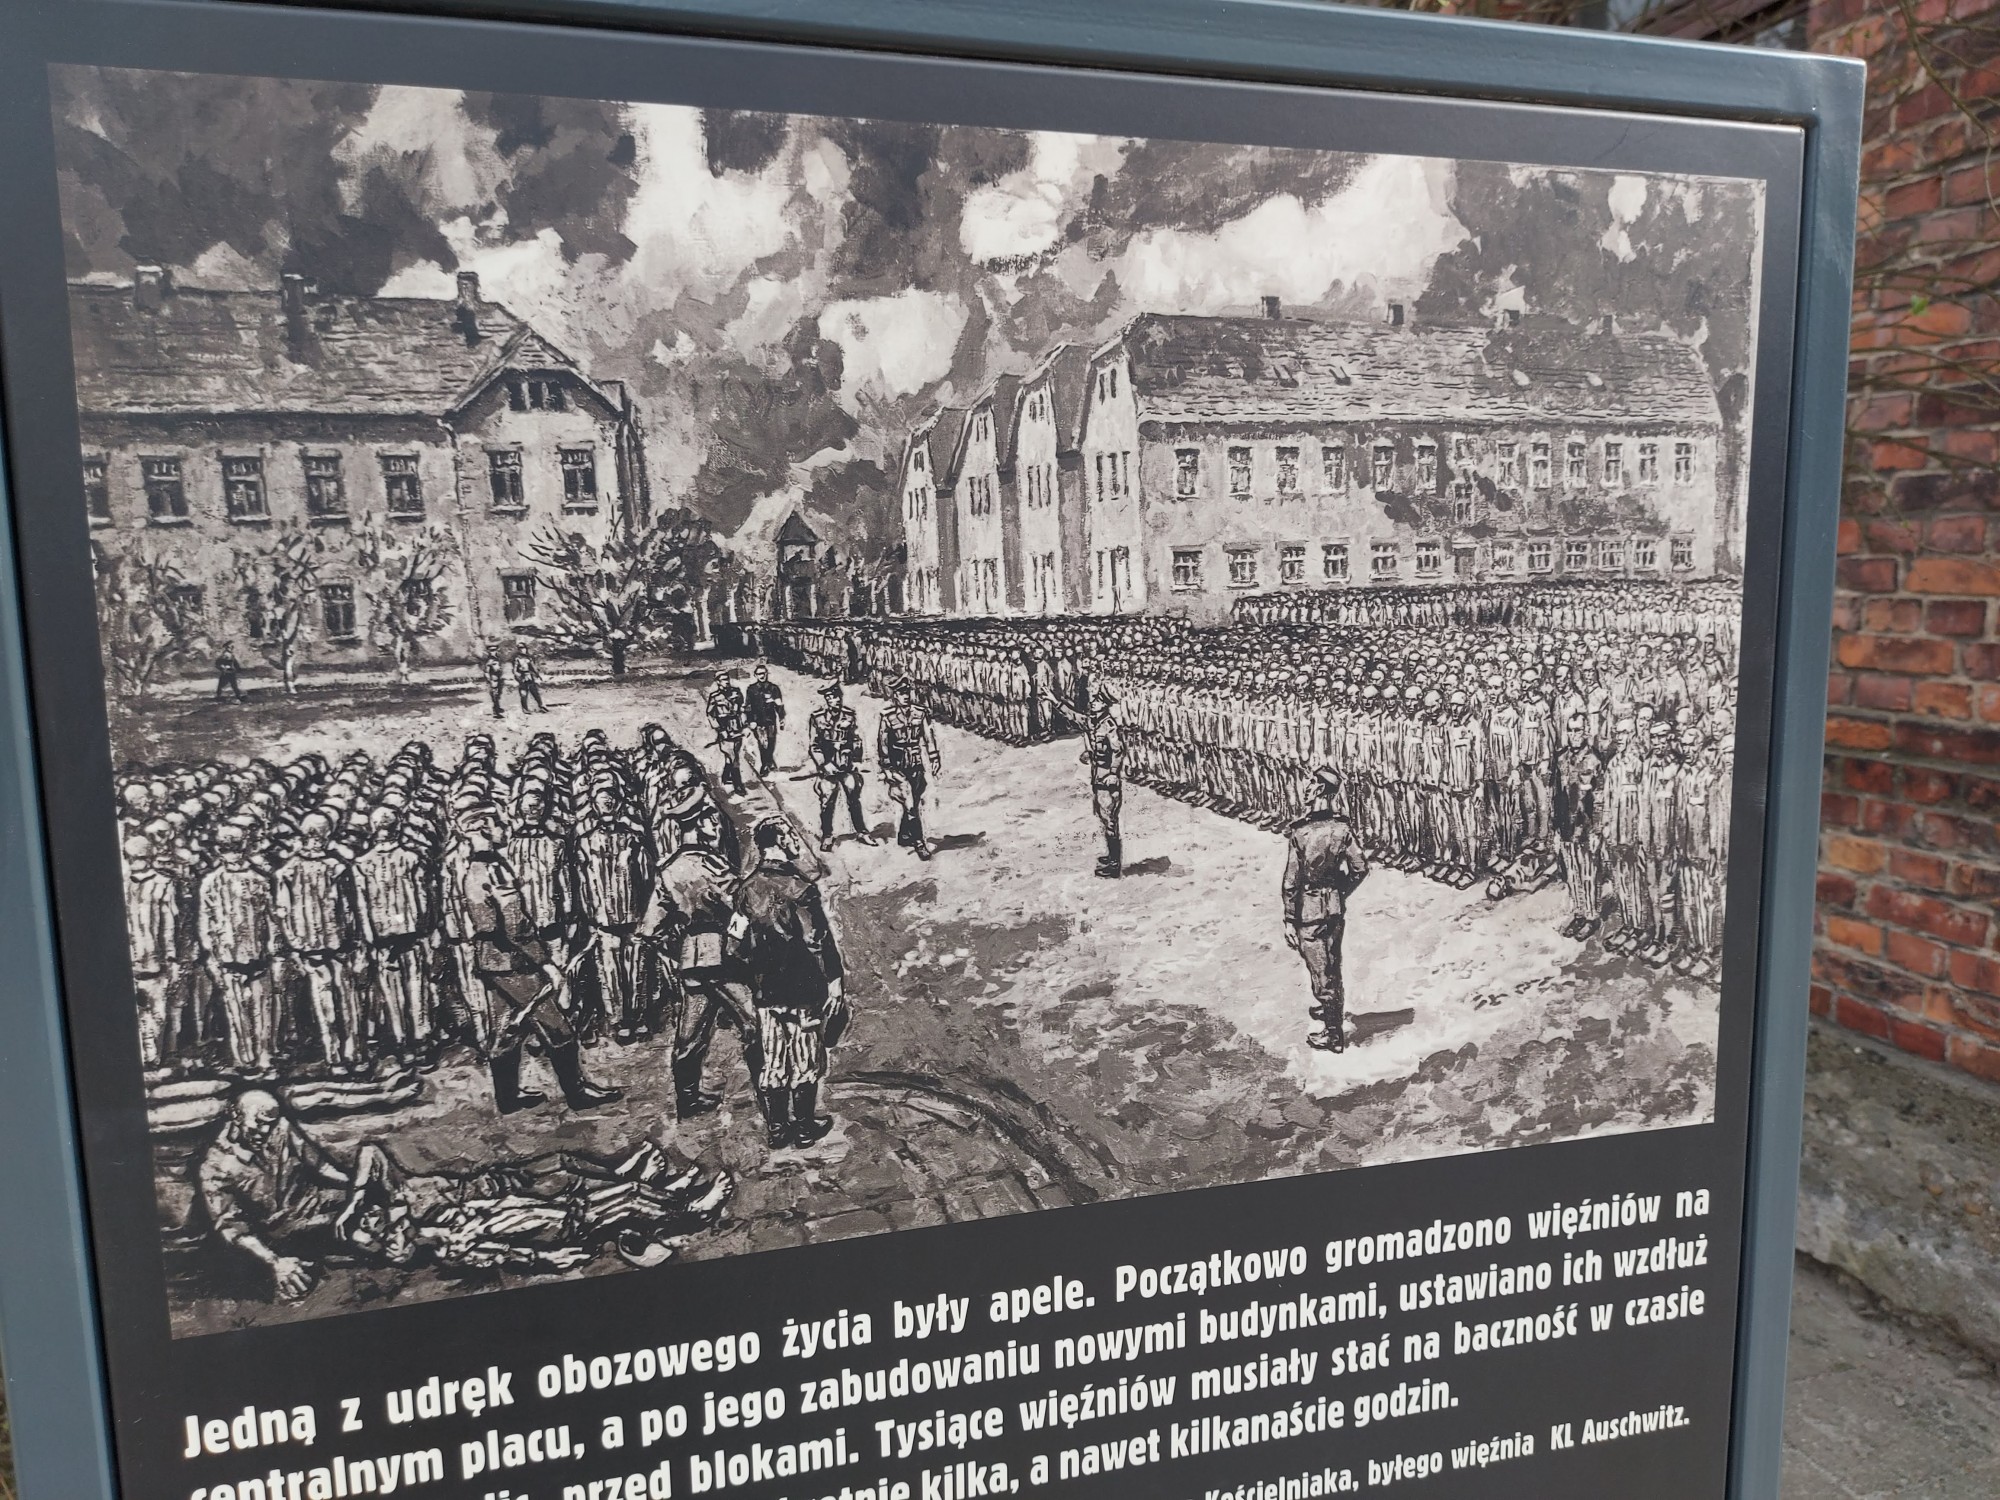 Jedną z udręk obozowego życia były apele. Początkowo gromadzono więźniów na
centralnym placu, a po jego zabudowaniu nowymi budynkami, ustawiano ich wzdłuż
przed blokami. Tysiące więźniów musiały stać na baczność w czasie
kilka, a nawet kilkanaście godzin.
Kościelniaka, byłego więźnia KL Auschwitz.